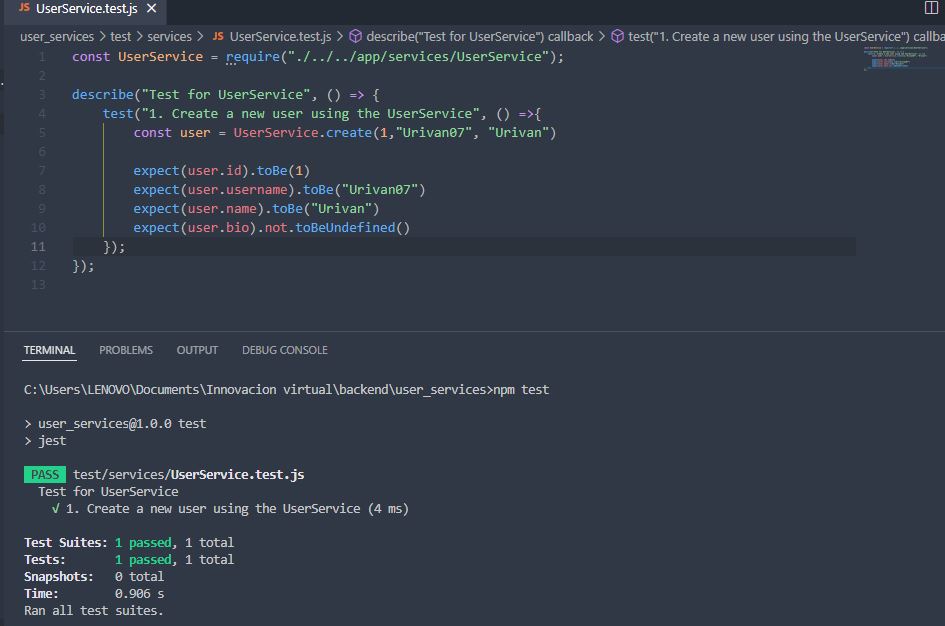 JS UserService.test.js ×
user_services > test > services > JS UserService.test.js > describe("Test for UserService") callback > test("1. Create a new user using the UserService") callba
1 const UserService = require("./../../app/services/UserService");
2
3 describe("Test for UserService", () => {
4 test("1. Create a new user using the UserService", () =>{
5 const user = UserService.create(1,"Urivan07", "Urivan")
6
7 expect(user.id).toBe(1)
8 expect(user.username).toBe("Urivan07")
9 expect(user.name).toBe("Urivan")
10 expect(user.bio).not.toBeUndefined()
11 });
12 });
13
TERMINAL PROBLEMS OUTPUT DEBUG CONSOLE
C:\Users\LENOVO\Documents\Innovacion virtual\backend\user_services>npm test
> user_services@1.0.0 test
> jest
PASS test/services/UserService.test.js
Test for UserService
√ 1. Create a new user using the UserService (4 ms)
Test Suites: 1 passed, 1 total
Tests: 1 passed, 1 total
Snapshots: 0 total
Time: 0.906 s
Ran all test suites.